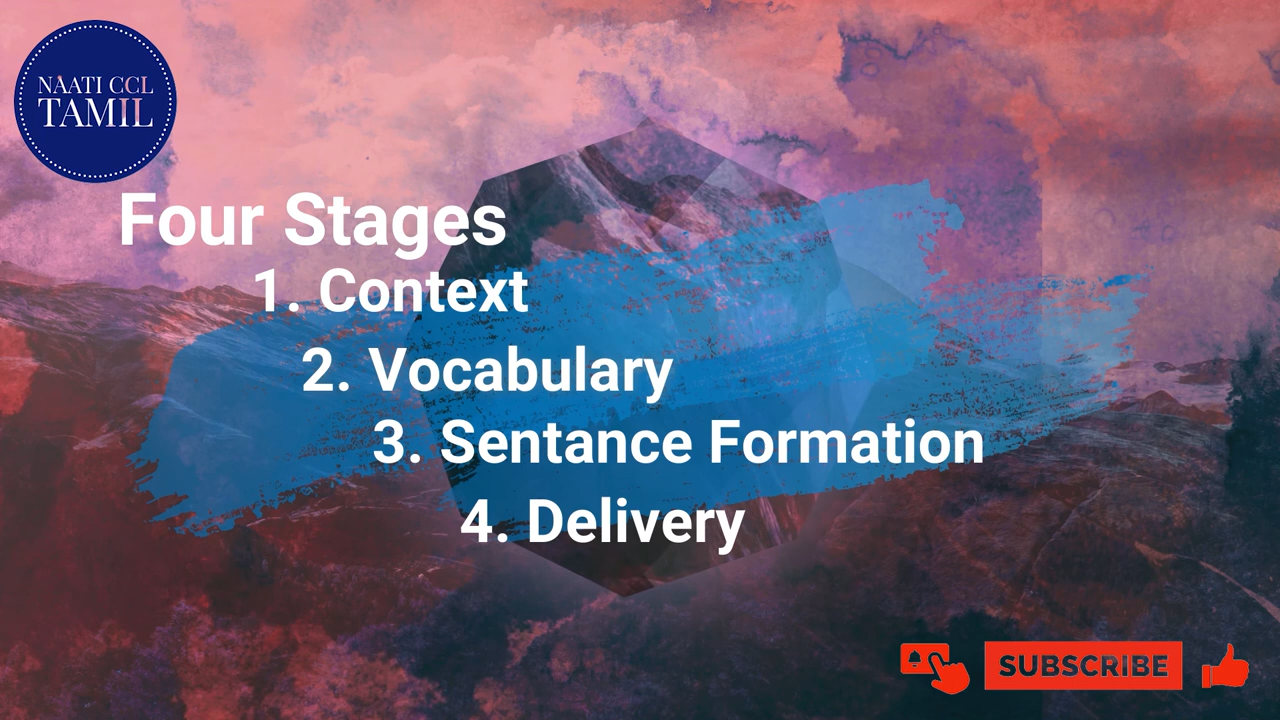 NAATI CCL
TAMIL
Four Stages
1. Context
2. Vocabulary
3. Sentance Formation
4. Delivery
SUBSCRIBE